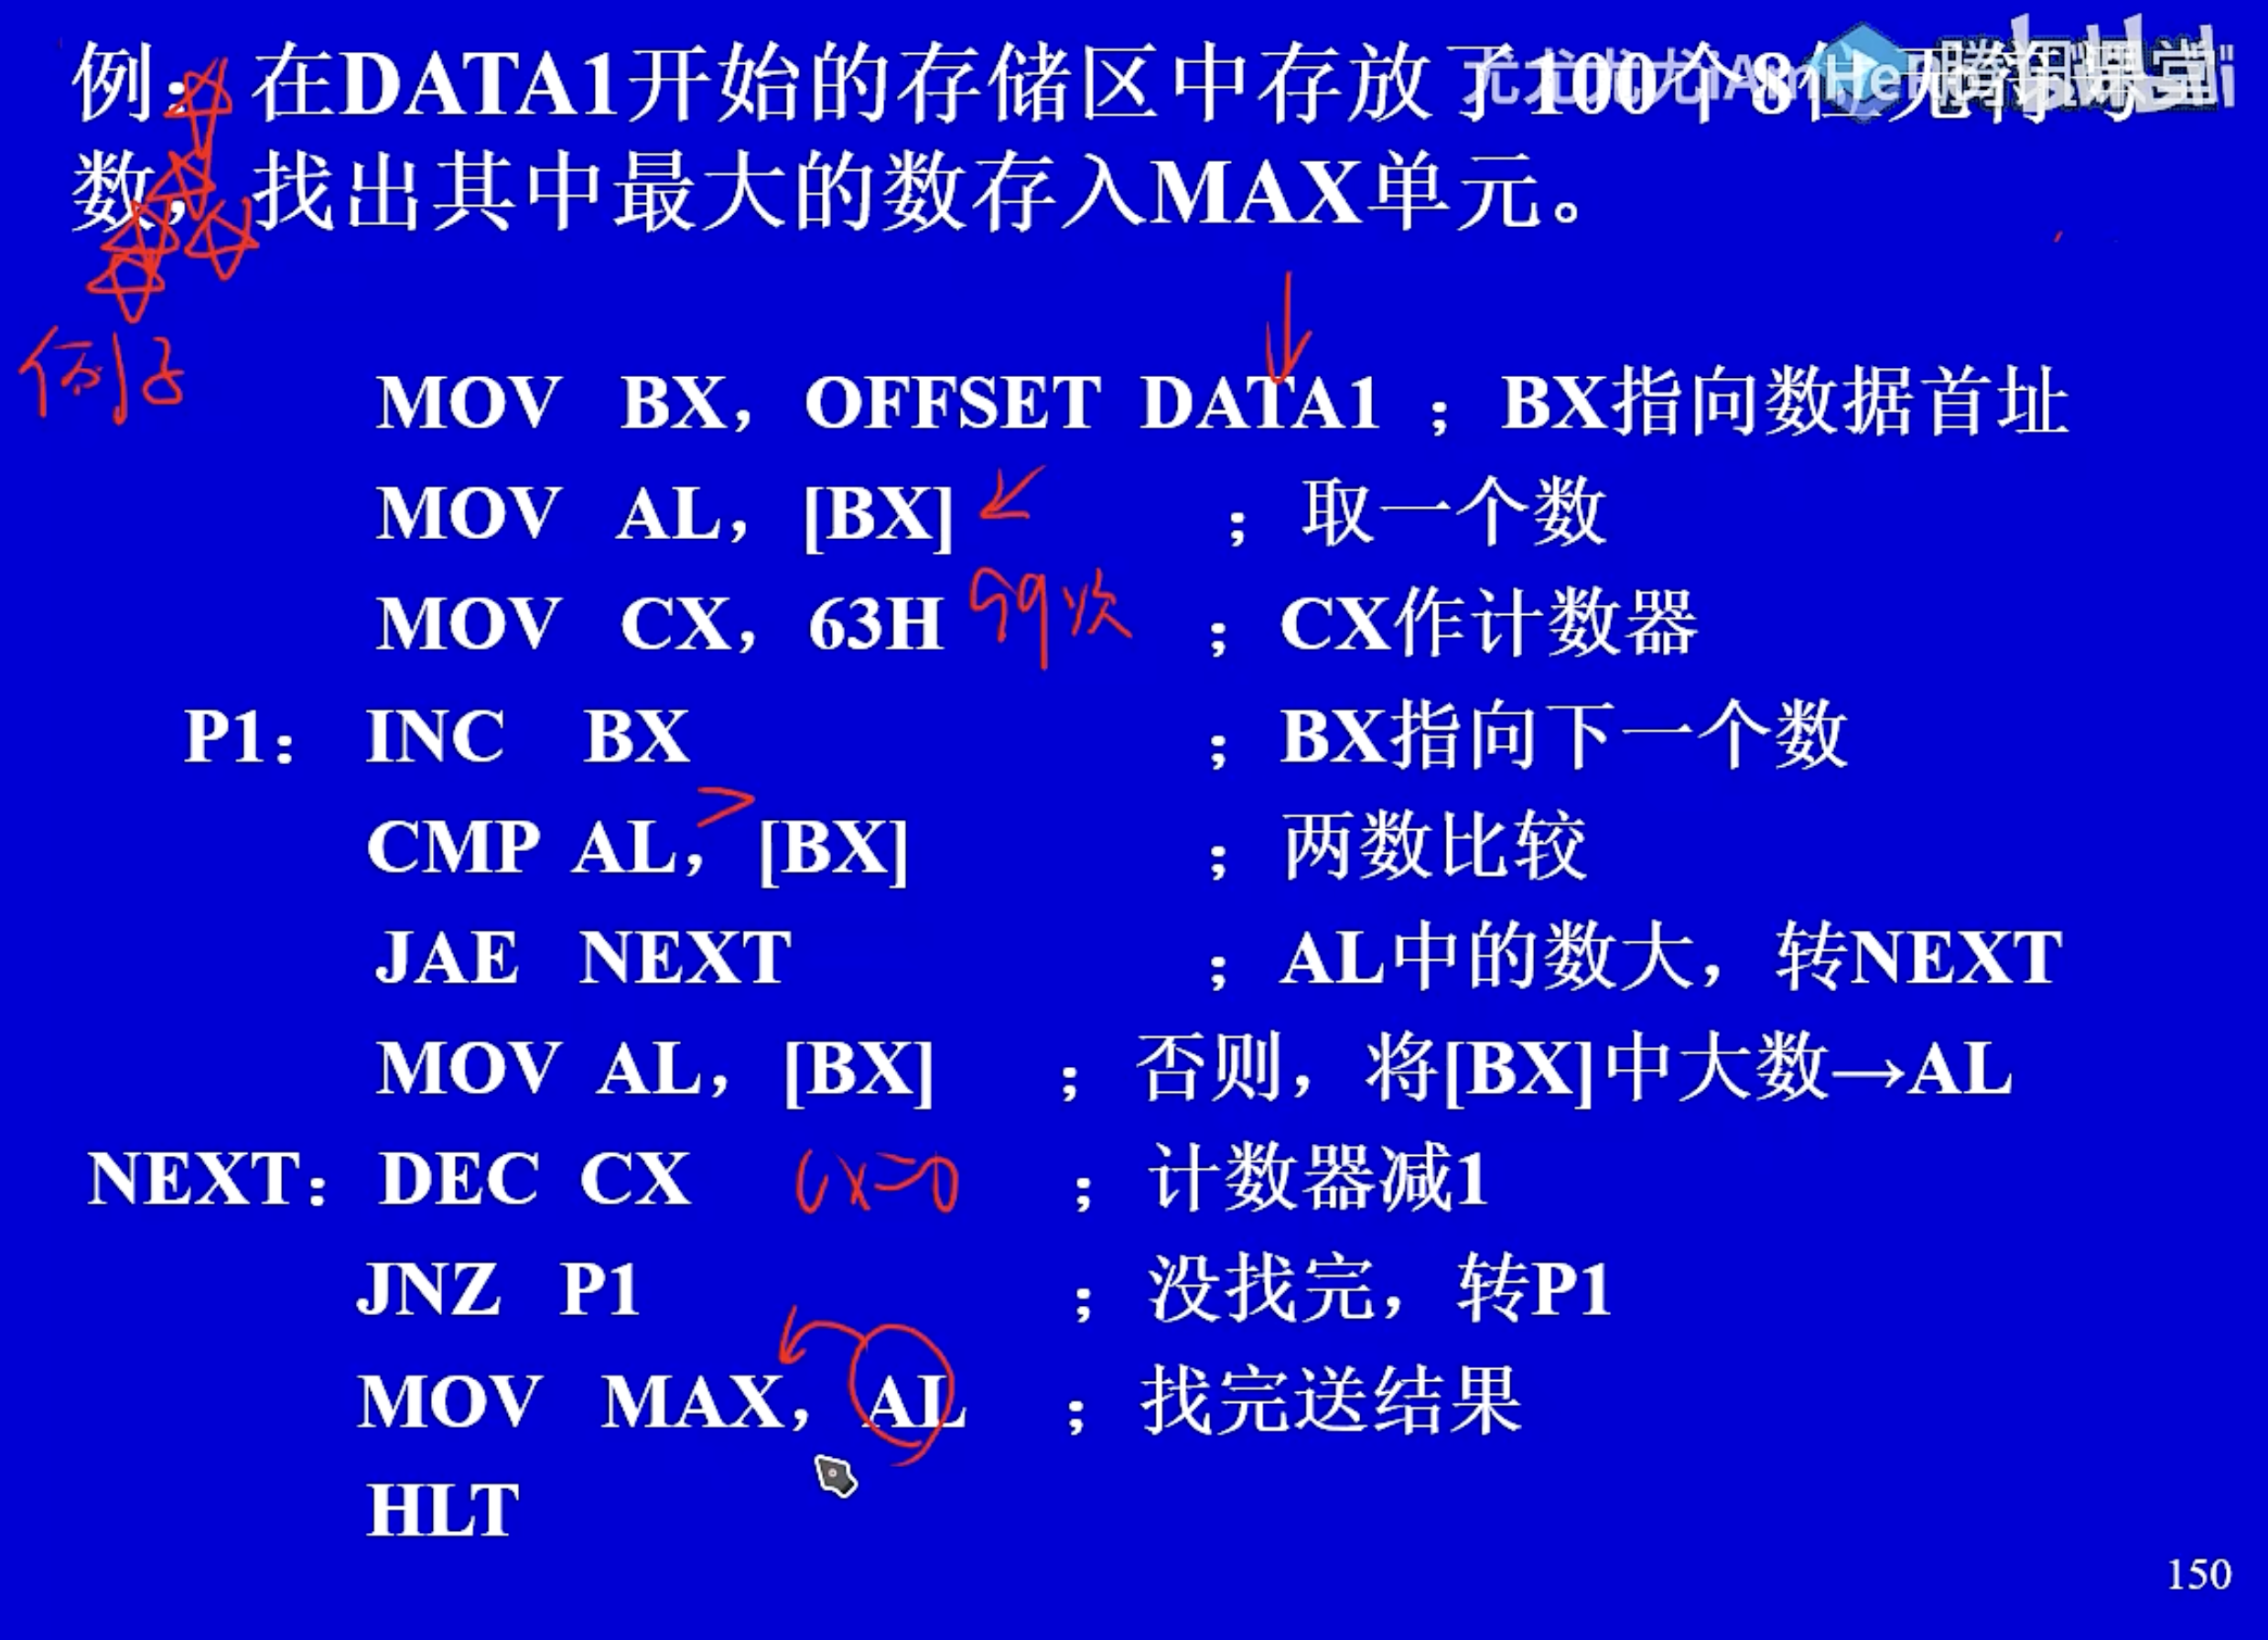 例：在DATA1开始的存储区中存放了100个8位无符号
数，找出其中最大的数存入MAX单元。
例子
MOV BX, OFFSET DATA1 ; BX指向数据首址
MOV AL, [BX] ; 取一个数
MOV CX, 63H 99次 ; CX作计数器
P1: INC BX ; BX指向下一个数
>
CMP AL, [BX] ; 两数比较
JAE NEXT ; AL中的数大, 转NEXT
MOV AL, [BX] ; 否则, 将[BX]中大数→AL
NEXT: DEC CX CX=0 ; 计数器减1
JNZ P1 ; 没找完, 转P1
MOV MAX, AL ; 找完送结果
HLT
150